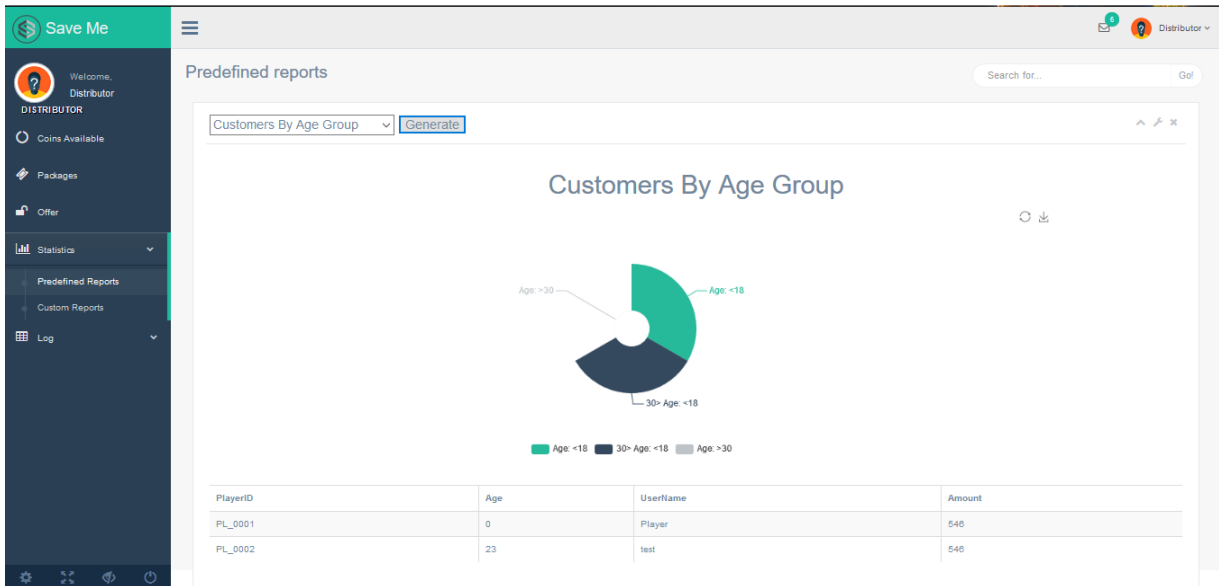 Save Me
6
Distributor
Welcome,
Distributor
DISTRIBUTOR
Coins Available
Packages
Offer
Statistics
Predefined Reports
Custom Reports
Log
Predefined reports
Search for...
Go!
Customers By Age Group
Generate
Customers By Age Group
Age: >30
Age: <18
30> Age: <18
Age: <18 30> Age: <18 Age: >30
PlayerID Age UserName Amount
PL_0001 0 Player 546
PL_0002 23 test 546